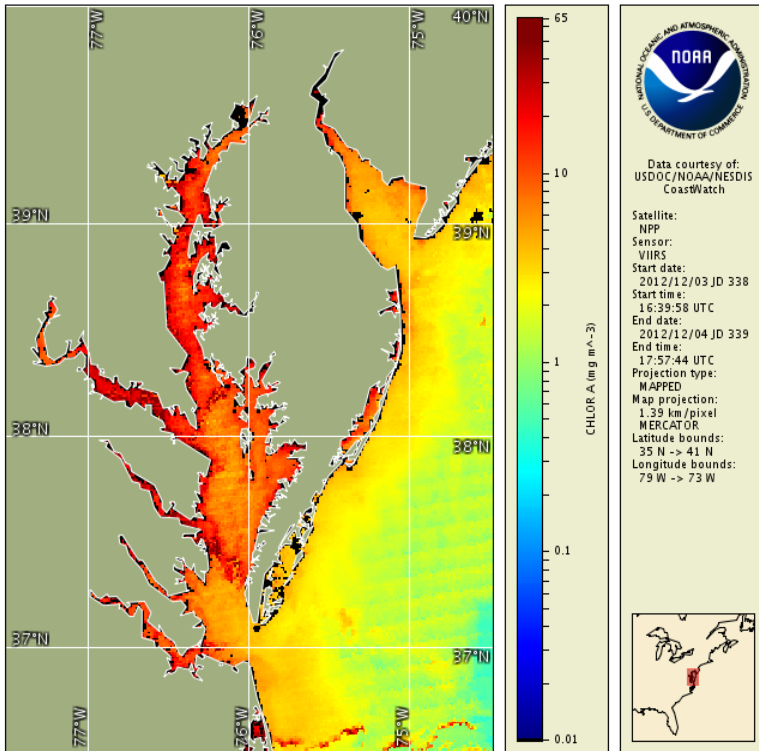 77°W
76°W
75°W
40°N
39°N
39°N
38°N
38°N
37°N
37°N
77°W
76°W
75°W
65
10
1
0.1
0.01
CHLOR A (mg m^-3)
NATIONAL OCEANIC AND ATMOSPHERIC ADMINISTRATION
NOAA
U.S. DEPARTMENT OF COMMERCE
Data courtesy of:
USDOC/NOAA/NESDIS
CoastWatch
Satellite:
NPP
Sensor:
VIIRS
Start date:
2012/12/03 JD 338
Start time:
16:39:58 UTC
End date:
2012/12/04 JD 339
End time:
17:57:44 UTC
Projection type:
MAPPED
Map projection:
1.39 km/pixel
MERCATOR
Latitude bounds:
35 N -> 41 N
Longitude bounds:
79 W -> 73 W